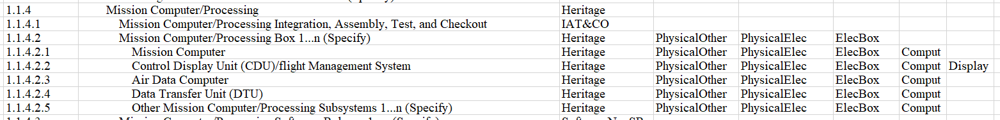 1.1.4 Mission Computer/Processing Heritage
1.1.4.1 Mission Computer/Processing Integration, Assembly, Test, and Checkout IAT&CO
1.1.4.2 Mission Computer/Processing Box 1...n (Specify) Heritage PhysicalOther PhysicalElec ElecBox
1.1.4.2.1 Mission Computer Heritage PhysicalOther PhysicalElec ElecBox Comput
1.1.4.2.2 Control Display Unit (CDU)/flight Management System Heritage PhysicalOther PhysicalElec ElecBox Comput Display
1.1.4.2.3 Air Data Computer Heritage PhysicalOther PhysicalElec ElecBox Comput
1.1.4.2.4 Data Transfer Unit (DTU) Heritage PhysicalOther PhysicalElec ElecBox Comput
1.1.4.2.5 Other Mission Computer/Processing Subsystems 1...n (Specify) Heritage PhysicalOther PhysicalElec ElecBox Comput